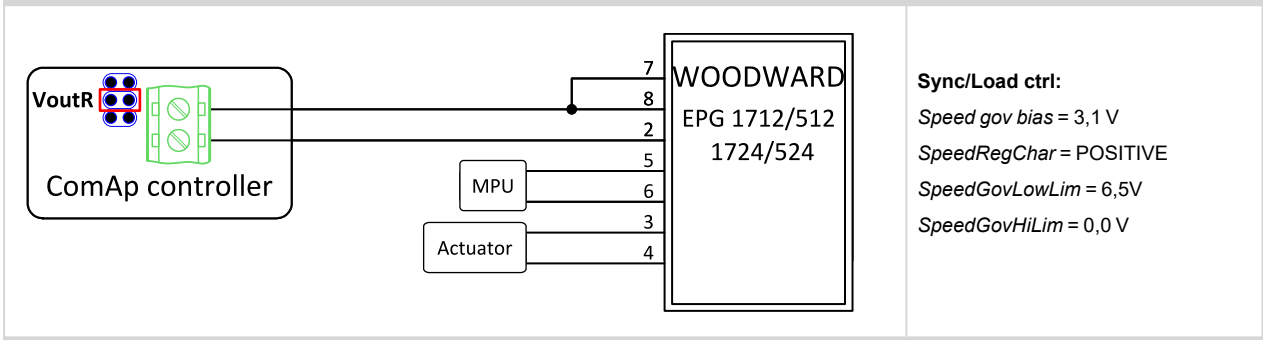 VoutR
ComAp controller
MPU
Actuator
7
8
2
5
6
3
4
WOODWARD
EPG 1712/512
1724/524
Sync/Load ctrl:
Speed gov bias = 3,1 V
SpeedRegChar = POSITIVE
SpeedGovLowLim = 6,5V
SpeedGovHiLim = 0,0 V